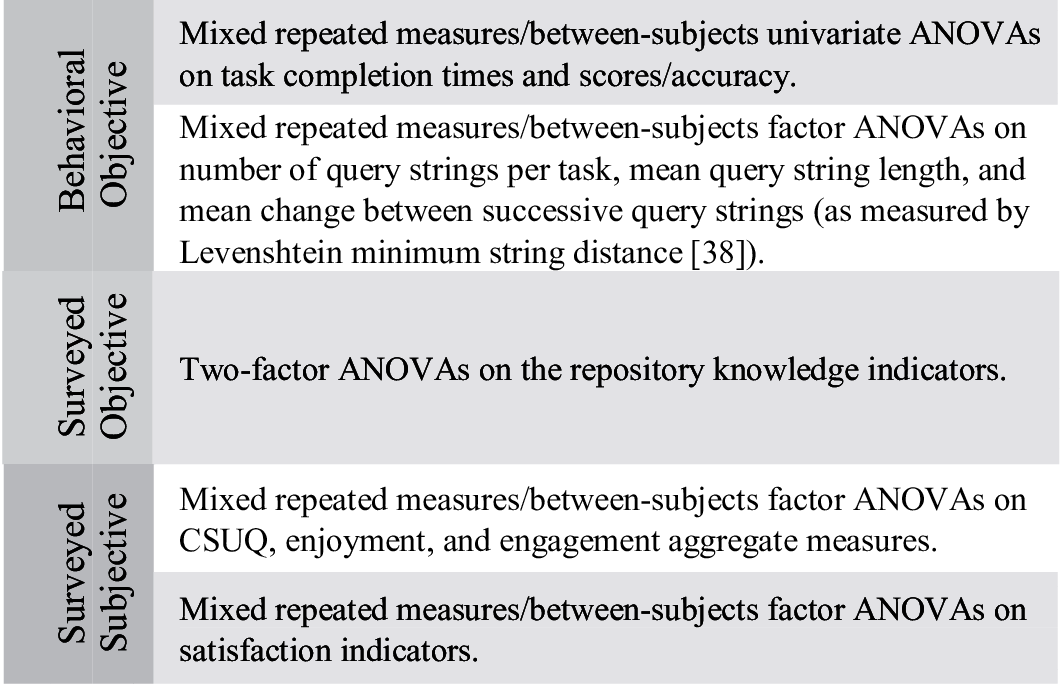 Behavioral
Objective
Mixed repeated measures/between-subjects univariate ANOVAs
on task completion times and scores/accuracy.
Mixed repeated measures/between-subjects factor ANOVAs on
number of query strings per task, mean query string length, and
mean change between successive query strings (as measured by
Levenshtein minimum string distance [38]).
Surveyed
Objective
Two-factor ANOVAs on the repository knowledge indicators.
Surveyed
Subjective
Mixed repeated measures/between-subjects factor ANOVAs on
CSUQ, enjoyment, and engagement aggregate measures.
Mixed repeated measures/between-subjects factor ANOVAs on
satisfaction indicators.